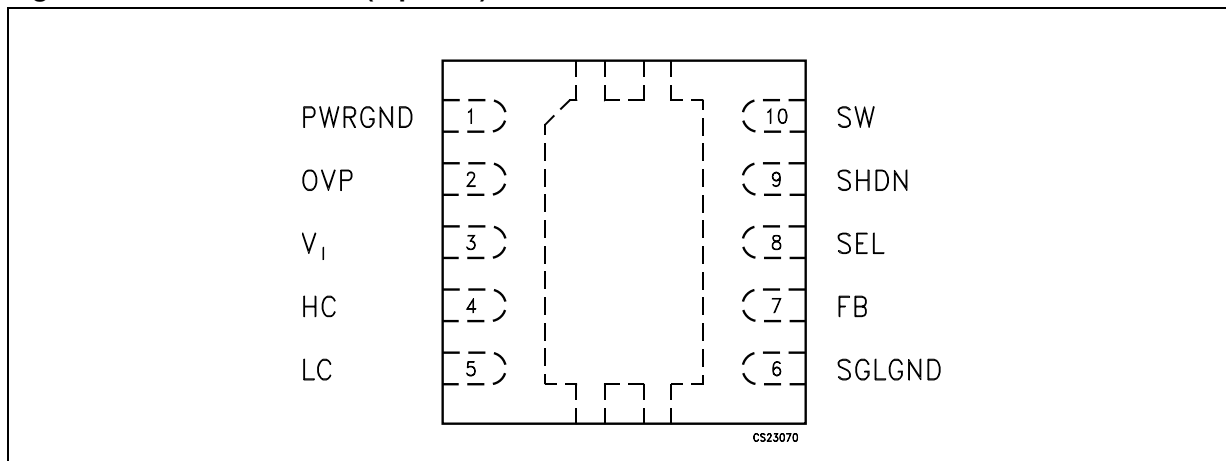 PWRGND 1 10 SW
OVP 2 9 SHDN
V_I 3 8 SEL
HC 4 7 FB
LC 5 6 SGLGND
CS23070